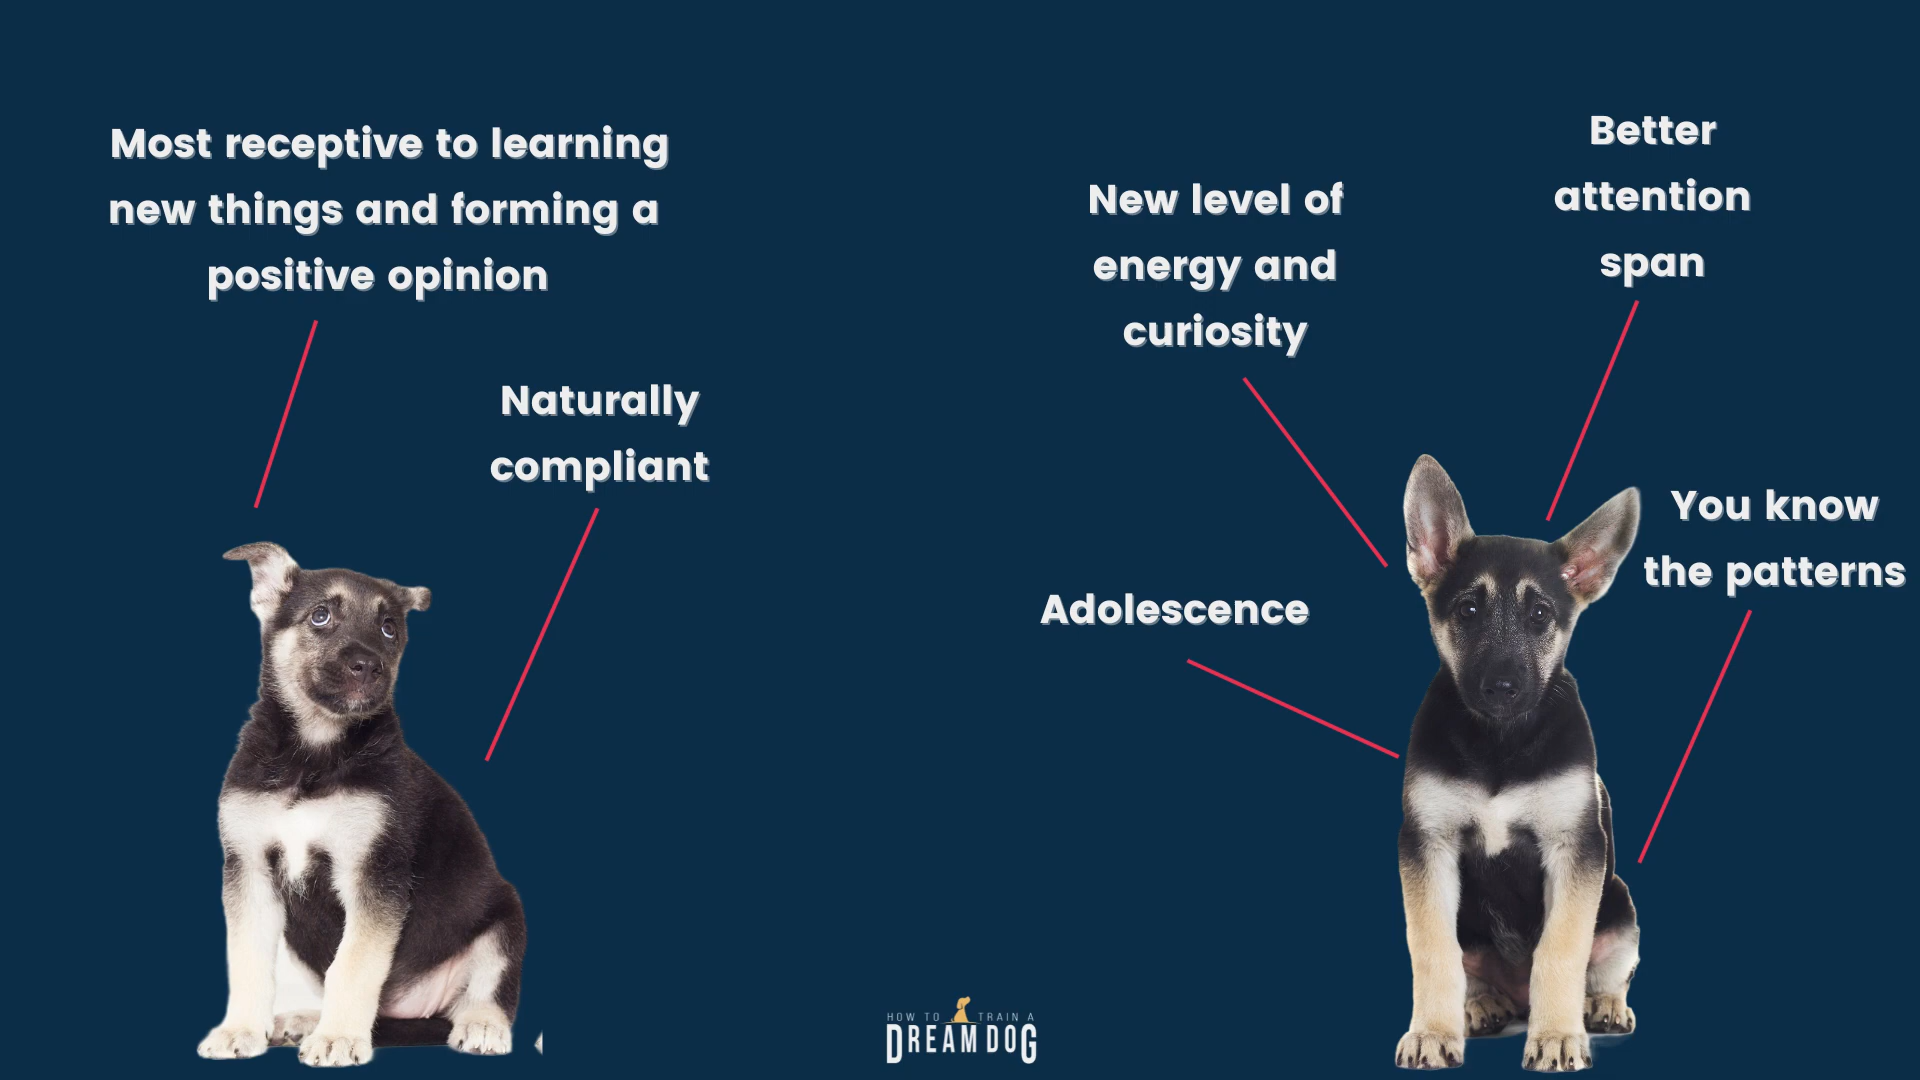 Most receptive to learning
new things and forming a
positive opinion
Naturally
compliant
New level of
energy and
curiosity
Better
attention
span
You know
the patterns
Adolescence
HOW TO TRAIN A
DREAM DOG